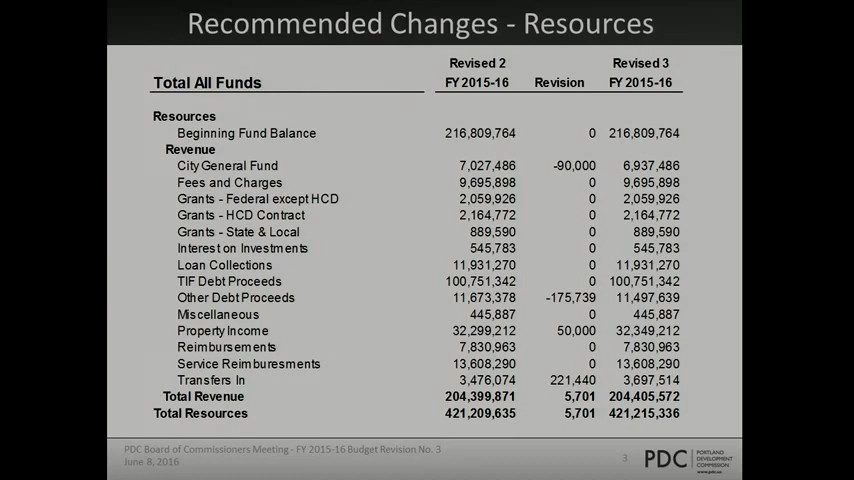 Recommended Changes - Resources
Revised 2 Revised 3
Total All Funds FY 2015-16 Revision FY 2015-16
Resources
Beginning Fund Balance 216,809,764 0 216,809,764
Revenue
City General Fund 7,027,486 -90,000 6,937,486
Fees and Charges 9,695,898 0 9,695,898
Grants - Federal except HCD 2,059,926 0 2,059,926
Grants - HCD Contract 2,164,772 0 2,164,772
Grants - State & Local 889,590 0 889,590
Interest on Investments 545,783 0 545,783
Loan Collections 11,931,270 0 11,931,270
TIF Debt Proceeds 100,751,342 0 100,751,342
Other Debt Proceeds 11,673,378 -175,739 11,497,639
Miscellaneous 445,887 0 445,887
Property Income 32,299,212 50,000 32,349,212
Reimbursements 7,830,963 0 7,830,963
Service Reimburesments 13,608,290 0 13,608,290
Transfers In 3,476,074 221,440 3,697,514
Total Revenue 204,399,871 5,701 204,405,572
Total Resources 421,209,635 5,701 421,215,336
PDC Board of Commissioners Meeting - FY 2015-16 Budget Revision No. 3
June 8, 2016
3
PDC
PORTLAND
DEVELOPMENT
COMMISSION
www.pdc.us